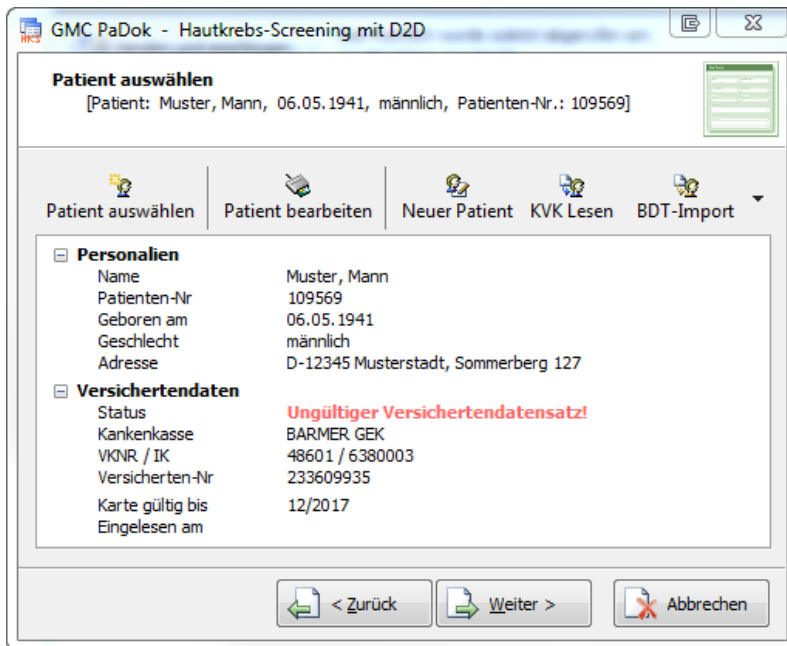 GMC PaDok - Hautkrebs-Screening mit D2D
Patient auswählen
[Patient: Muster, Mann, 06.05.1941, männlich, Patienten-Nr.: 109569]
Patient auswählen Patient bearbeiten Neuer Patient KVK Lesen BDT-Import
Personalien
Name Muster, Mann
Patienten-Nr 109569
Geboren am 06.05.1941
Geschlecht männlich
Adresse D-12345 Musterstadt, Sommerberg 127
Versichertendaten
Status Ungültiger Versichertendatensatz!
Kankenkasse BARMER GEK
VKNR / IK 48601 / 6380003
Versicherten-Nr 233609935
Karte gültig bis 12/2017
Eingelesen am
< Zurück Weiter > Abbrechen